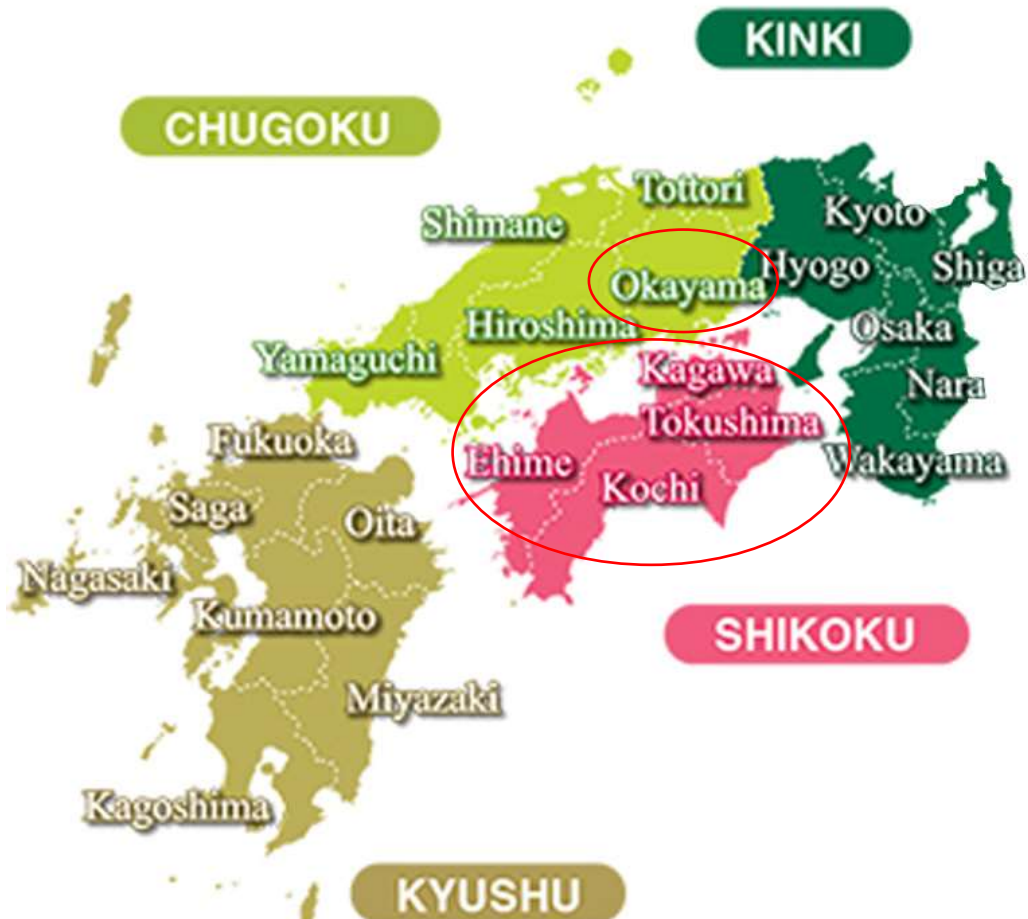 KINKI
CHUGOKU
Tottori
Kyoto
Shimane
Hyogo
Shiga
Okayama
Hiroshima
Osaka
Yamaguchi
Kagawa
Nara
Tokushima
Fukuoka
Ehime
Wakayama
Kochi
Saga
Oita
Nagasaki
Kumamoto
SHIKOKU
Miyazaki
Kagoshima
KYUSHU